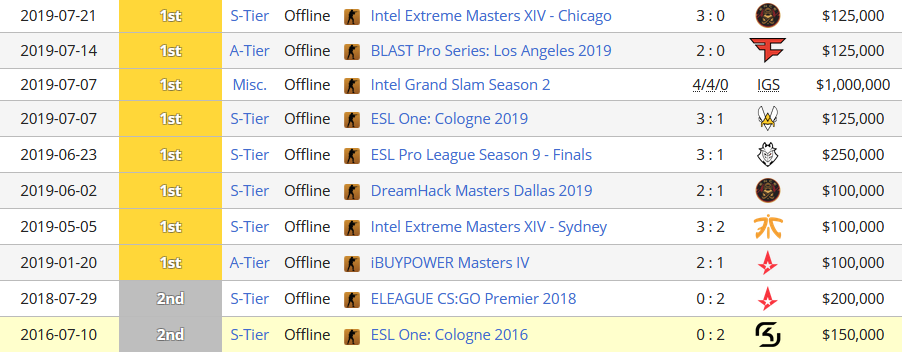 2019-07-21 1st S-Tier Offline Intel Extreme Masters XIV - Chicago 3 : 0 $125,000
2019-07-14 1st A-Tier Offline BLAST Pro Series: Los Angeles 2019 2 : 0 $125,000
2019-07-07 1st Misc. Offline Intel Grand Slam Season 2 4/4/0 IGS $1,000,000
2019-07-07 1st S-Tier Offline ESL One: Cologne 2019 3 : 1 $125,000
2019-06-23 1st S-Tier Offline ESL Pro League Season 9 - Finals 3 : 1 $250,000
2019-06-02 1st S-Tier Offline DreamHack Masters Dallas 2019 2 : 1 $100,000
2019-05-05 1st S-Tier Offline Intel Extreme Masters XIV - Sydney 3 : 2 $100,000
2019-01-20 1st A-Tier Offline iBUYPOWER Masters IV 2 : 1 $100,000
2018-07-29 2nd S-Tier Offline ELEAGUE CS:GO Premier 2018 0 : 2 $200,000
2016-07-10 2nd S-Tier Offline ESL One: Cologne 2016 0 : 2 $150,000